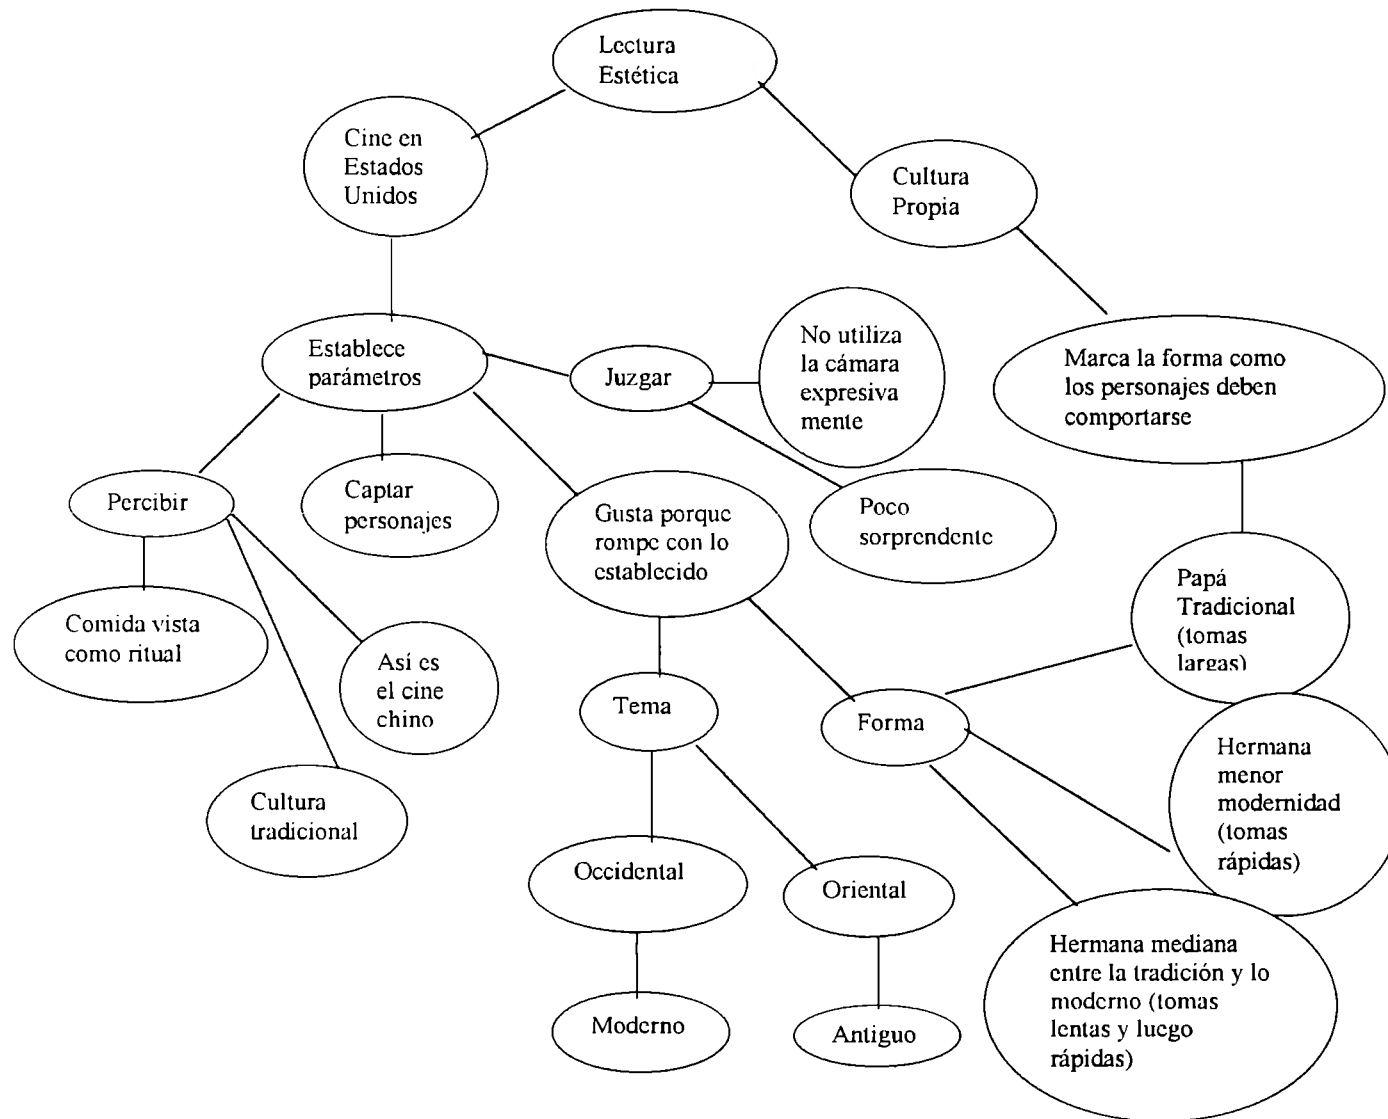 Lectura
Estética
Cine en
Estados
Unidos
Cultura
Propia
Establece
parámetros
Juzgar
No utiliza
la cámara
expresiva
mente
Marca la forma como
los personajes deben
comportarse
Percibir
Captar
personajes
Gusta porque
rompe con lo
establecido
Poco
sorprendente
Papá
Tradicional
(tomas
largas)
Comida vista
como ritual
Así es
el cine
chino
Tema
Forma
Hermana
menor
modernidad
(tomas
rápidas)
Cultura
tradicional
Occidental
Oriental
Hermana mediana
entre la tradición y lo
moderno (tomas
lentas y luego
rápidas)
Moderno
Antiguo